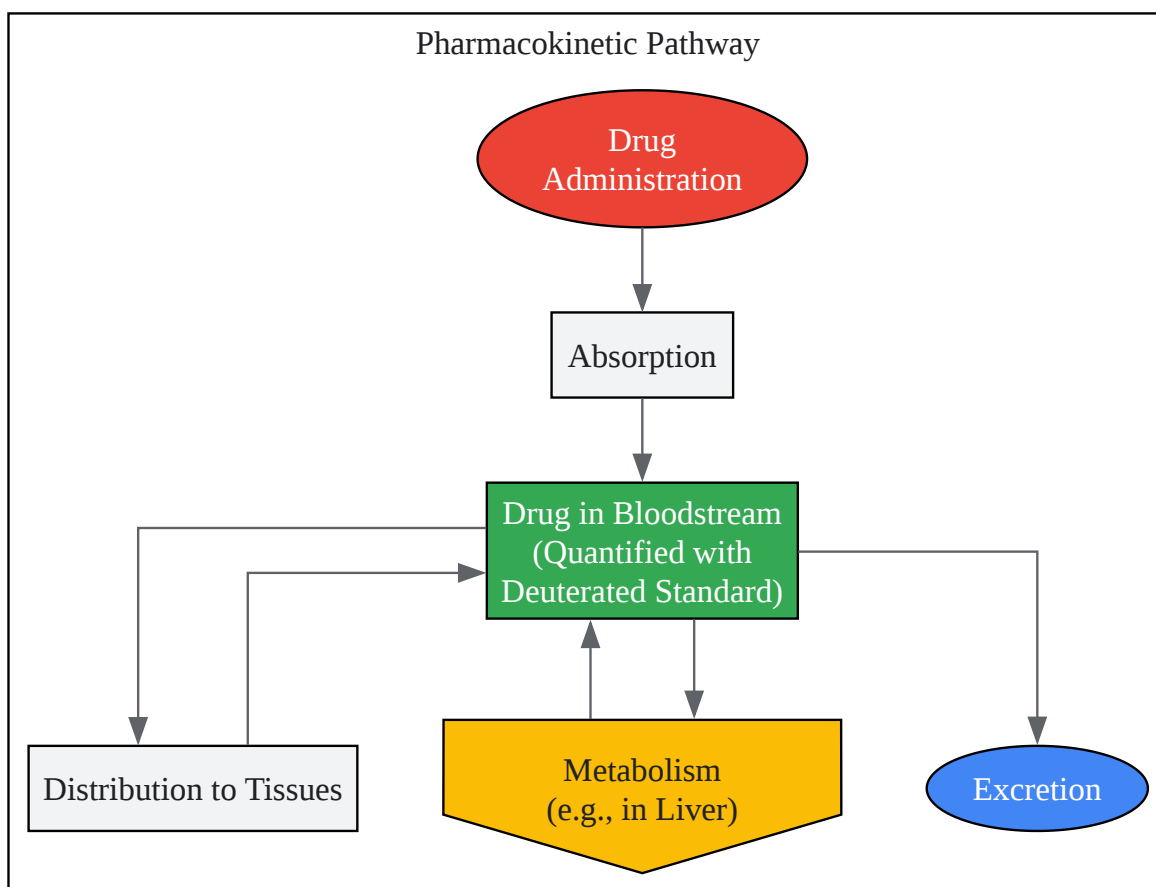 Pharmacokinetic Pathway
Drug
Administration
Absorption
Drug in Bloodstream
(Quantified with
Deuterated Standard)
Distribution to Tissues
Metabolism
(e.g., in Liver)
Excretion